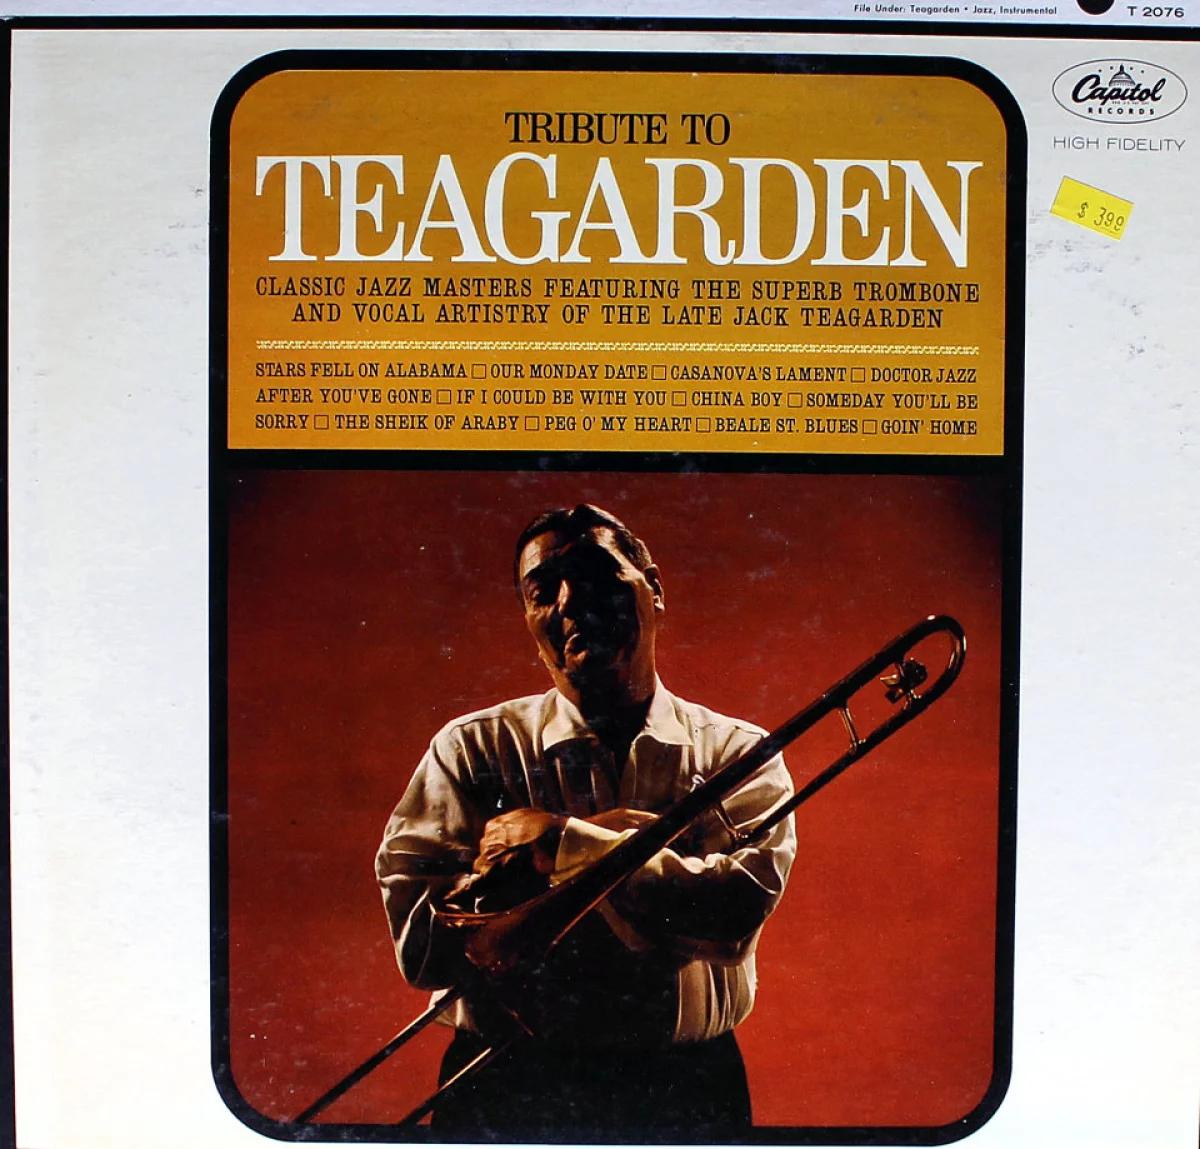 File Under: Teagarden • Jazz, Instrumental
T 2076
Capitol
RECORDS
HIGH FIDELITY
$ 399
TRIBUTE TO
TEAGARDEN
CLASSIC JAZZ MASTERS FEATURING THE SUPERB TROMBONE
AND VOCAL ARTISTRY OF THE LATE JACK TEAGARDEN
STARS FELL ON ALABAMA □ OUR MONDAY DATE □ CASANOVA'S LAMENT □ DOCTOR JAZZ
AFTER YOU'VE GONE □ IF I COULD BE WITH YOU □ CHINA BOY □ SOMEDAY YOU'LL BE
SORRY □ THE SHEIK OF ARABY □ PEG O' MY HEART □ BEALE ST. BLUES □ GOIN' HOME